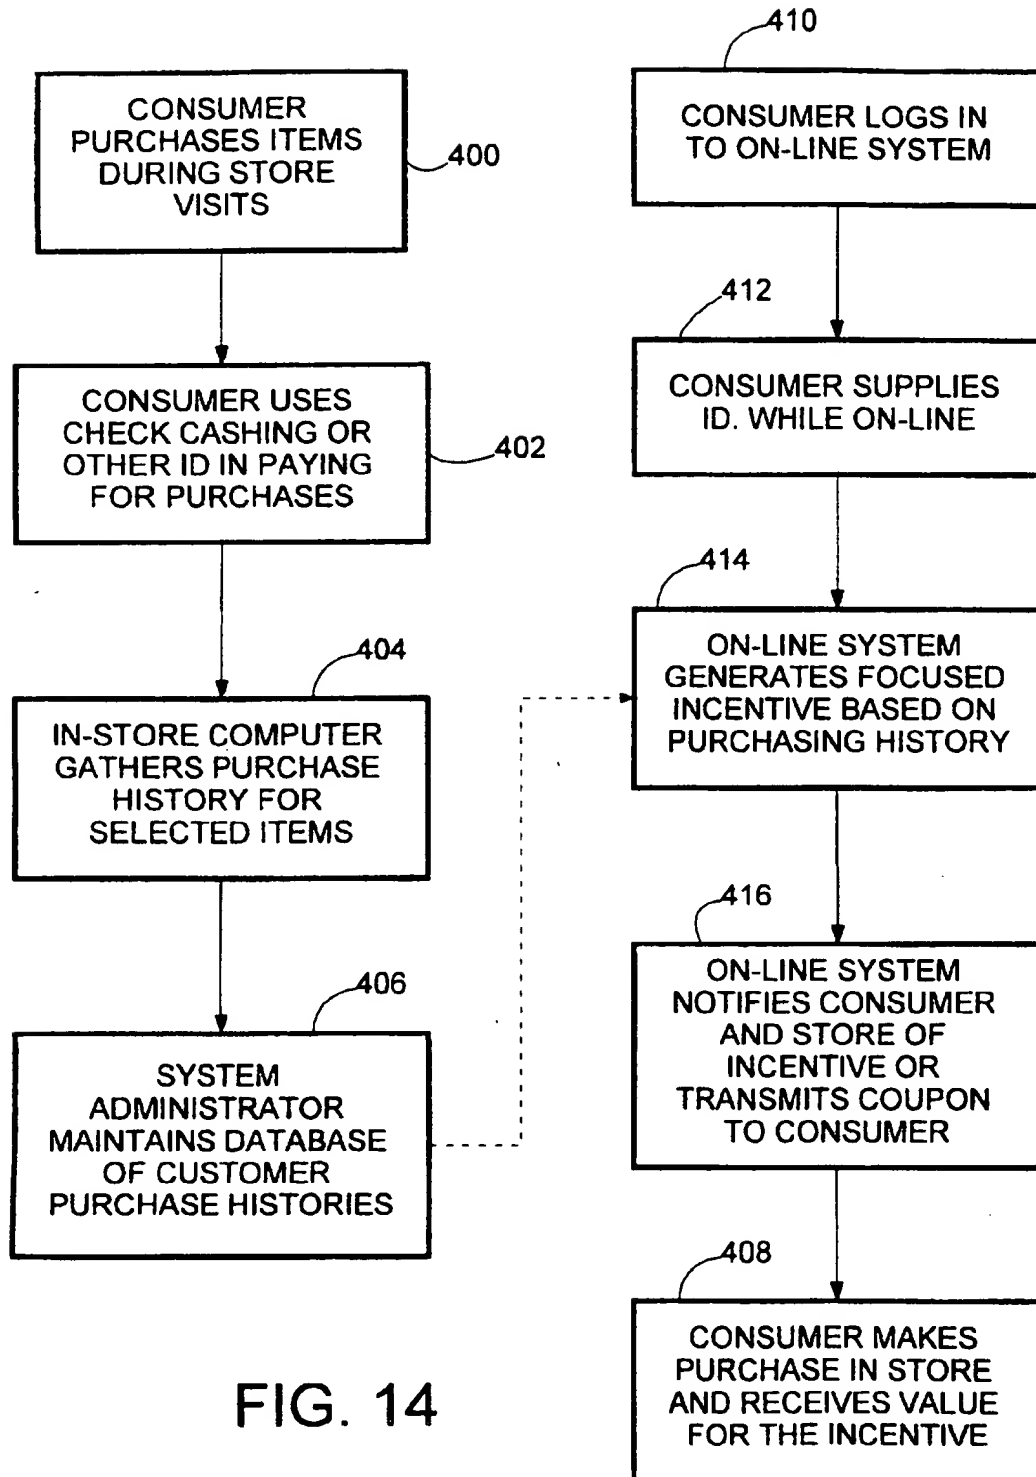 CONSUMER
PURCHASES ITEMS
DURING STORE
VISITS
400
CONSUMER USES
CHECK CASHING OR
OTHER ID IN PAYING
FOR PURCHASES
402
404
IN-STORE COMPUTER
GATHERS PURCHASE
HISTORY FOR
SELECTED ITEMS
406
SYSTEM
ADMINISTRATOR
MAINTAINS DATABASE
OF CUSTOMER
PURCHASE HISTORIES
410
CONSUMER LOGS IN
TO ON-LINE SYSTEM
412
CONSUMER SUPPLIES
ID. WHILE ON-LINE
414
ON-LINE SYSTEM
GENERATES FOCUSED
INCENTIVE BASED ON
PURCHASING HISTORY
416
ON-LINE SYSTEM
NOTIFIES CONSUMER
AND STORE OF
INCENTIVE OR
TRANSMITS COUPON
TO CONSUMER
408
CONSUMER MAKES
PURCHASE IN STORE
AND RECEIVES VALUE
FOR THE INCENTIVE
FIG. 14